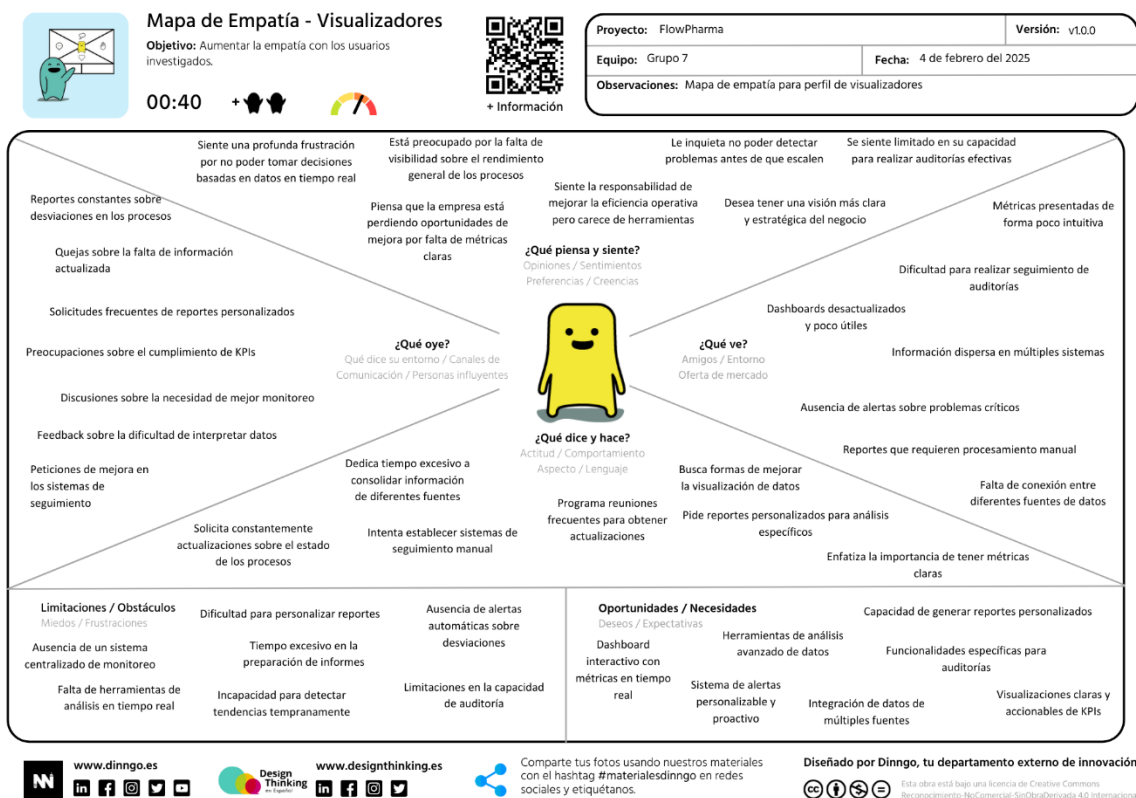 Mapa de Empatía - Visualizadores
Objetivo: Aumentar la empatía con los usuarios
investigados.
00:40
+
+ Información
Proyecto: FlowPharma
Versión: v1.0.0
Equipo: Grupo 7
Fecha: 4 de febrero del 2025
Observaciones: Mapa de empatía para perfil de visualizadores
Siente una profunda frustración
por no poder tomar decisiones
basadas en datos en tiempo real
Está preocupado por la falta de
visibilidad sobre el rendimiento
general de los procesos
Le inquieta no poder detectar
problemas antes de que escalen
Se siente limitado en su capacidad
para realizar auditorías efectivas
Piensa que la empresa está
perdiendo oportunidades de
mejora por falta de métricas
claras
Siente la responsabilidad de
mejorar la eficiencia operativa
pero carece de herramientas
Desea tener una visión más clara
y estratégica del negocio
¿Qué piensa y siente?
Opiniones / Sentimientos
Preferencias / Creencias
Reportes constantes sobre
desviaciones en los procesos
Quejas sobre la falta de información
actualizada
Solicitudes frecuentes de reportes personalizados
Preocupaciones sobre el cumplimiento de KPIs
Discusiones sobre la necesidad de mejor monitoreo
Feedback sobre la dificultad de interpretar datos
Peticiones de mejora en
los sistemas de
seguimiento
¿Qué oye?
Qué dice su entorno / Canales de
Comunicación / Personas influyentes
¿Qué ve?
Amigos / Entorno
Oferta de mercado
Métricas presentadas de
forma poco intuitiva
Dificultad para realizar seguimiento de
auditorías
Dashboards desactualizados
y poco útiles
Información dispersa en múltiples sistemas
Ausencia de alertas sobre problemas críticos
Reportes que requieren procesamiento manual
Falta de conexión entre
diferentes fuentes de datos
¿Qué dice y hace?
Actitud / Comportamiento
Aspecto / Lenguaje
Dedica tiempo excesivo a
consolidar información
de diferentes fuentes
Busca formas de mejorar
la visualización de datos
Programa reuniones
frecuentes para obtener
actualizaciones
Pide reportes personalizados para análisis
específicos
Solicita constantemente
actualizaciones sobre el estado
de los procesos
Intenta establecer sistemas de
seguimiento manual
Enfatiza la importancia de tener métricas
claras
Limitaciones / Obstáculos
Miedos / Frustraciones
Dificultad para personalizar reportes
Ausencia de alertas
automáticas sobre
desviaciones
Ausencia de un sistema
centralizado de monitoreo
Tiempo excesivo en la
preparación de informes
Falta de herramientas de
análisis en tiempo real
Incapacidad para detectar
tendencias tempranamente
Limitaciones en la capacidad
de auditoría
Oportunidades / Necesidades
Deseos / Expectativas
Capacidad de generar reportes personalizados
Dashboard
interactivo con
métricas en tiempo
real
Herramientas de análisis
avanzado de datos
Funcionalidades específicas para
auditorías
Sistema de alertas
personalizable y
proactivo
Integración de datos de
múltiples fuentes
Visualizaciones claras y
accionables de KPIs
www.dinngo.es
Design
Thinking
en Español
www.designthinking.es
Comparte tus fotos usando nuestros materiales
con el hashtag #materialesdinngo en redes
sociales y etiquétanos.
Diseñado por Dinngo, tu departamento externo de innovación
Esta obra está bajo una licencia de Creative Commons
Reconocimiento-NoComercial-SinObraDerivada 4.0 Internacional